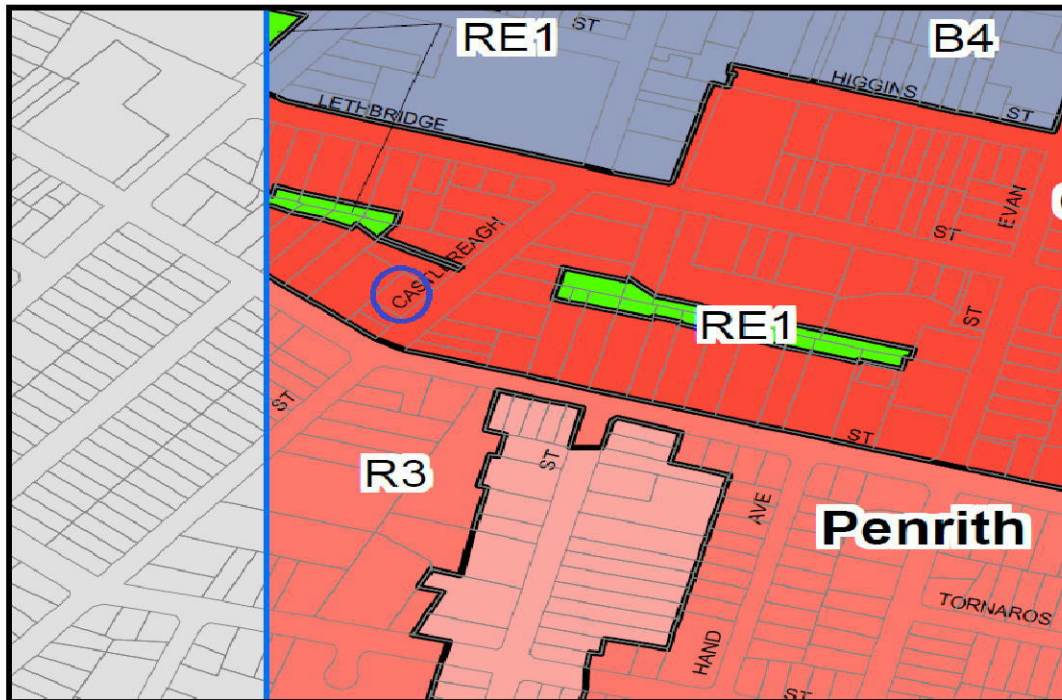 RE1
ST
B4
HIGGINS
ST
LETHBRIDGE
EVAN
CASTLEREAGH
ST
RE1
ST
ST
ST
R3
ST
AVE
Penrith
TORNAROS
HAND
ST